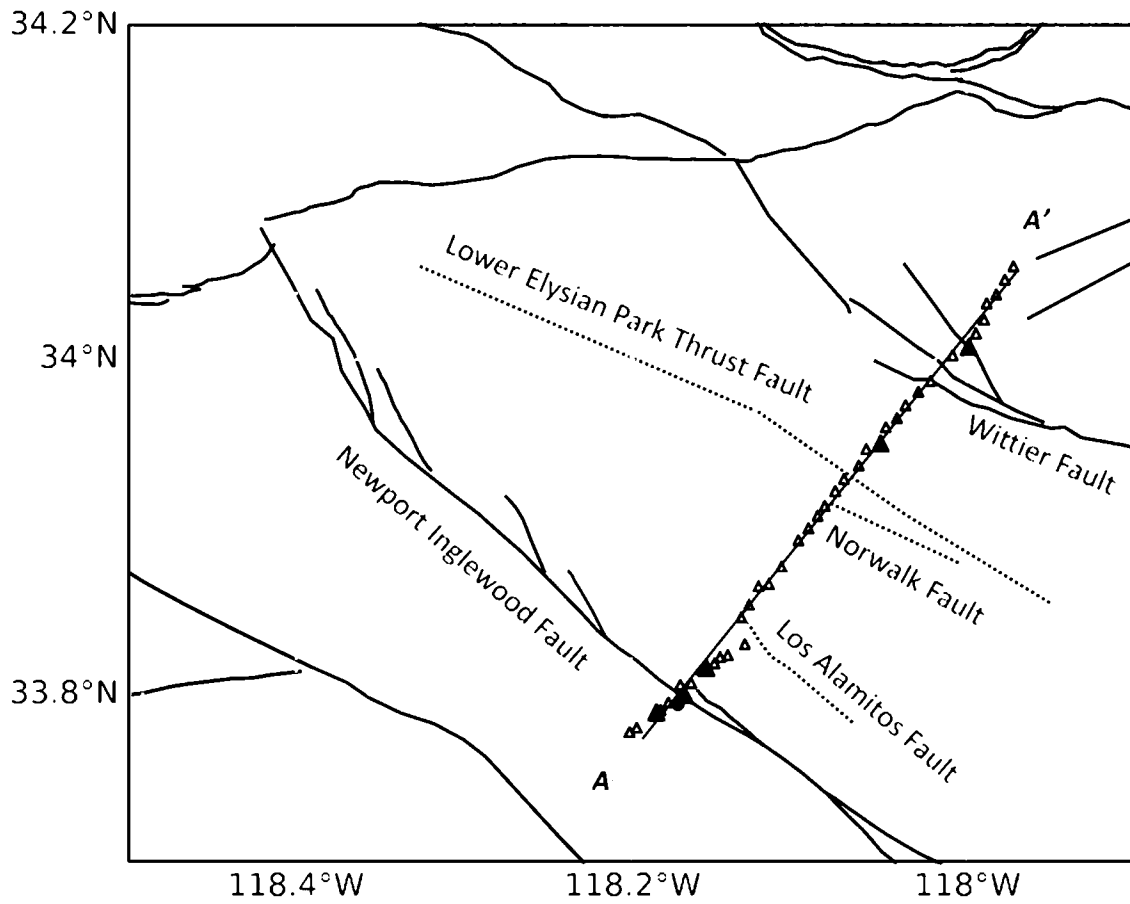 34.2°N
A’
Lower Elysian Park Thrust Fault
34°N
Wittier Fault
Newport Inglewood Fault
Norwalk Fault
Los Alamitos Fault
33.8°N
A
118.4°W
118.2°W
118°W